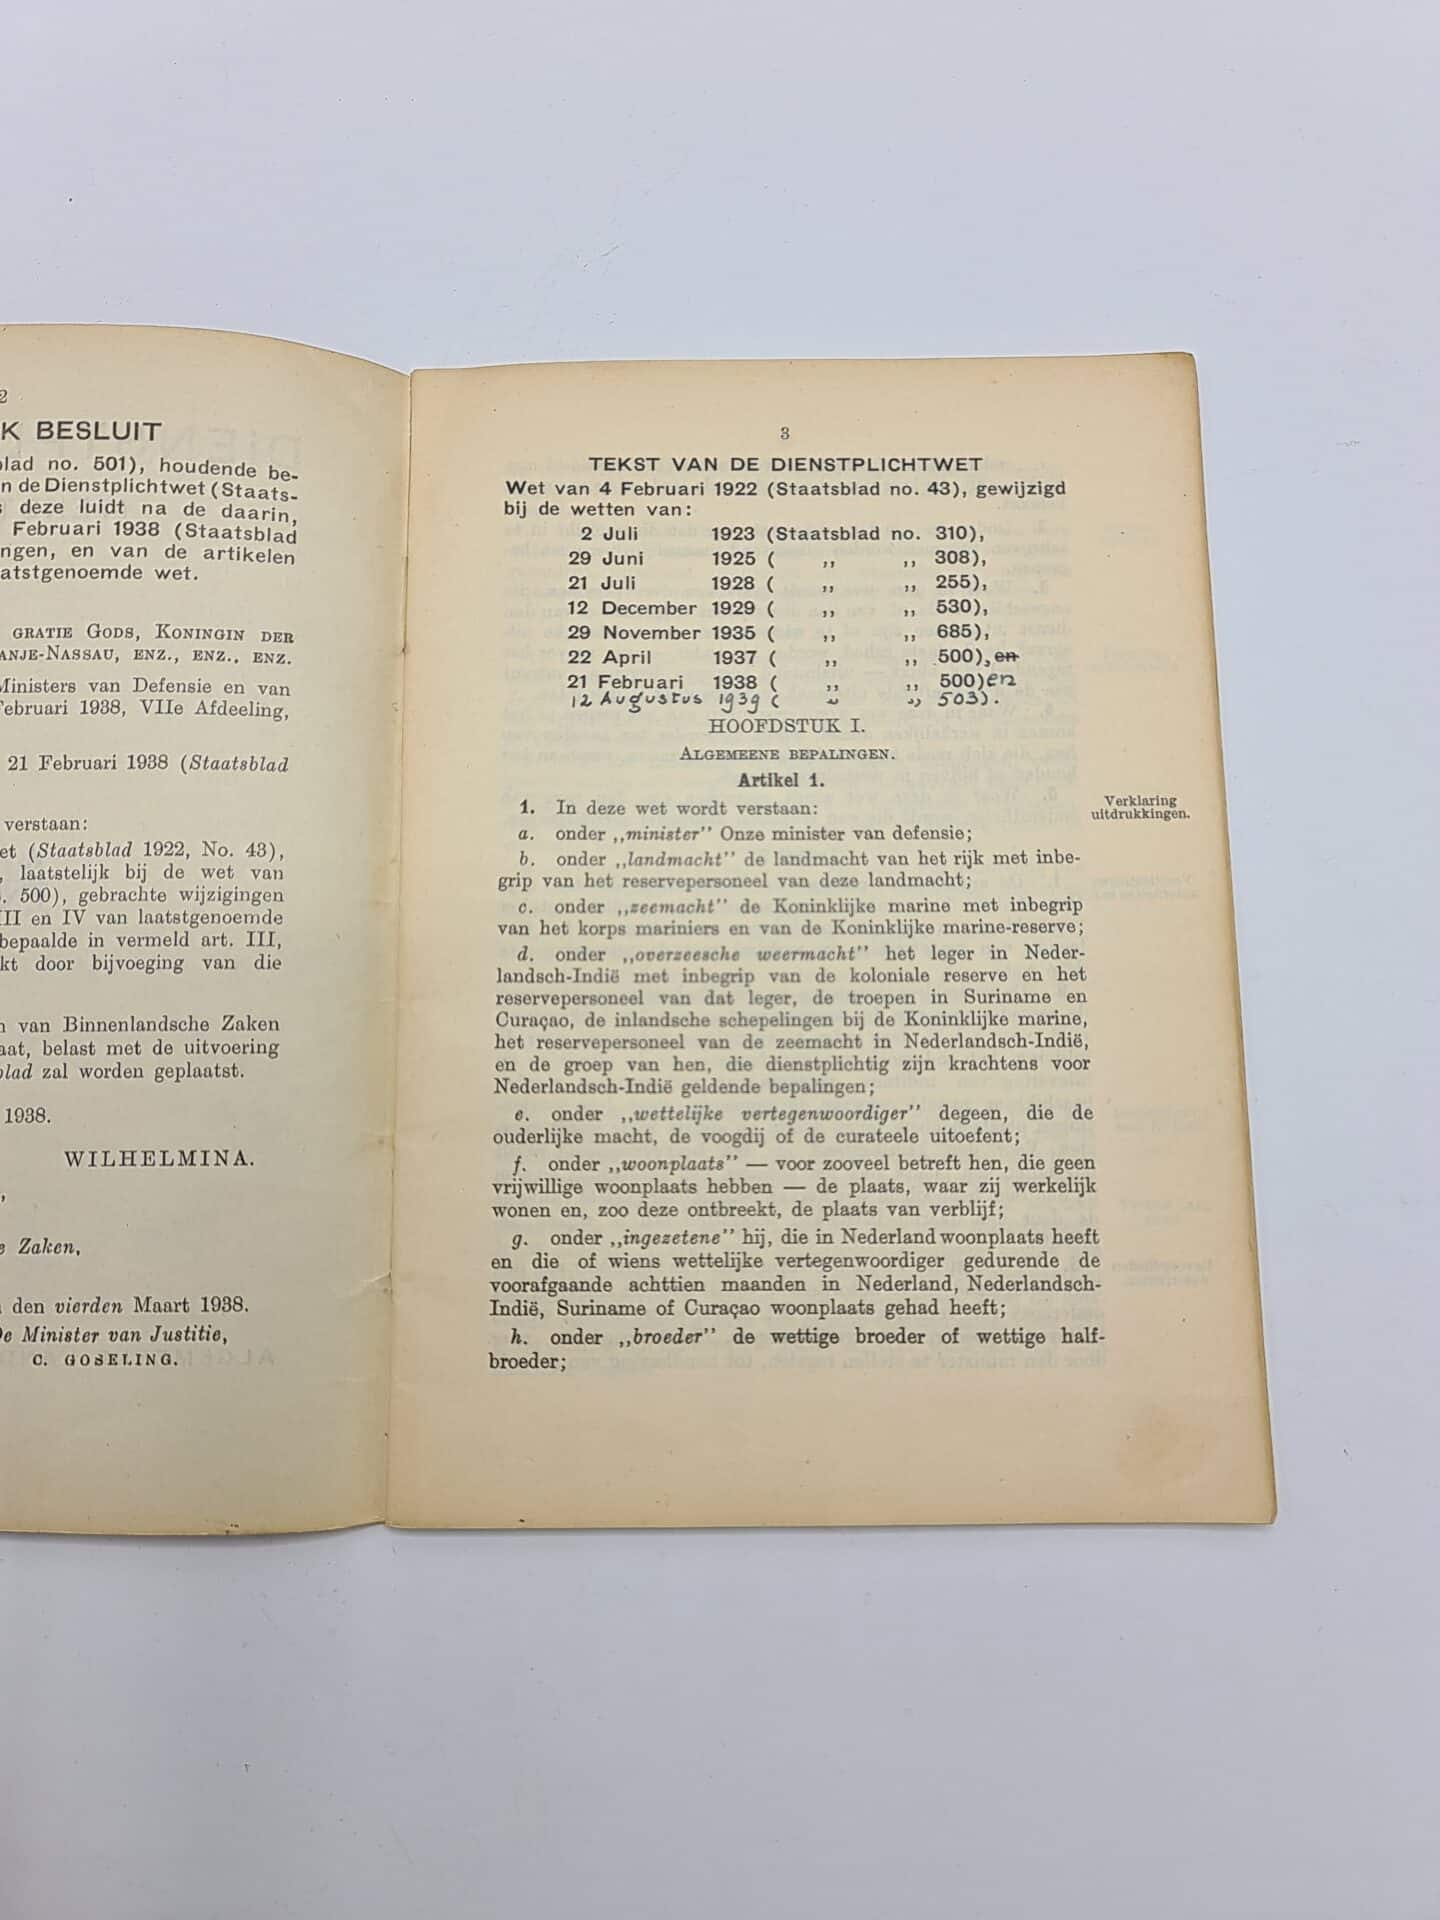 2
K BESLUIT
lad no. 501), houdende be-
n de Dienstplichtwet (Staats-
s deze luidt na de daarin,
Februari 1938 (Staatsblad
ngen, en van de artikelen
aatstgenoemde wet.
GRATIE GODS, KONINGIN DER
ANJE-NASSAU, ENZ., ENZ., ENZ.
Ministers van Defensie en van
ebruari 1938, VIIe Afdeeling,
21 Februari 1938 (Staatsblad
verstaan:
et (Staatsblad 1922, No. 43),
, laatstelijk bij de wet van
. 500), gebrachte wijzigingen
III en IV van laatstgenoemde
bepaalde in vermeld art. III,
kt door bijvoeging van die
n van Binnenlandsche Zaken
aat, belast met de uitvoering
blad zal worden geplaatst.
1938.
WILHELMINA.
,
e Zaken,
den vierden Maart 1938.
De Minister van Justitie,
C. GOSELING.
3
TEKST VAN DE DIENSTPLICHTWET
Wet van 4 Februari 1922 (Staatsblad no. 43), gewijzigd
bij de wetten van:
2 Juli 1923 (Staatsblad no. 310),
29 Juni 1925 ( ,, ,, 308),
21 Juli 1928 ( ,, ,, 255),
12 December 1929 ( ,, ,, 530),
29 November 1935 ( ,, ,, 685),
22 April 1937 ( ,, ,, 500), en
21 Februari 1938 ( ,, ,, 500) en
12 Augustus 1939 ( ,, ,, 503).
HOOFDSTUK I.
ALGEMEENE BEPALINGEN.
Artikel 1.
1. In deze wet wordt verstaan:
Verklaring
uitdrukkingen.
a. onder ,,minister" Onze minister van defensie;
b. onder ,,landmacht" de landmacht van het rijk met inbe-
grip van het reservepersoneel van deze landmacht;
c. onder ,,zeemacht" de Koninklijke marine met inbegrip
van het korps mariniers en van de Koninklijke marine-reserve;
d. onder ,,overzeesche weermacht" het leger in Neder-
landsch-Indië met inbegrip van de koloniale reserve en het
reservepersoneel van dat leger, de troepen in Suriname en
Curaçao, de inlandsche schepelingen bij de Koninklijke marine,
het reservepersoneel van de zeemacht in Nederlandsch-Indië,
en de groep van hen, die dienstplichtig zijn krachtens voor
Nederlandsch-Indië geldende bepalingen;
e. onder ,,wettelijke vertegenwoordiger" degeen, die de
ouderlijke macht, de voogdij of de curateele uitoefent;
f. onder ,,woonplaats" — voor zooveel betreft hen, die geen
vrijwillige woonplaats hebben — de plaats, waar zij werkelijk
wonen en, zoo deze ontbreekt, de plaats van verblijf;
g. onder ,,ingezetene" hij, die in Nederland woonplaats heeft
en die of wiens wettelijke vertegenwoordiger gedurende de
voorafgaande achttien maanden in Nederland, Nederlandsch-
Indië, Suriname of Curaçao woonplaats gehad heeft;
h. onder ,,broeder" de wettige broeder of wettige half-
broeder;